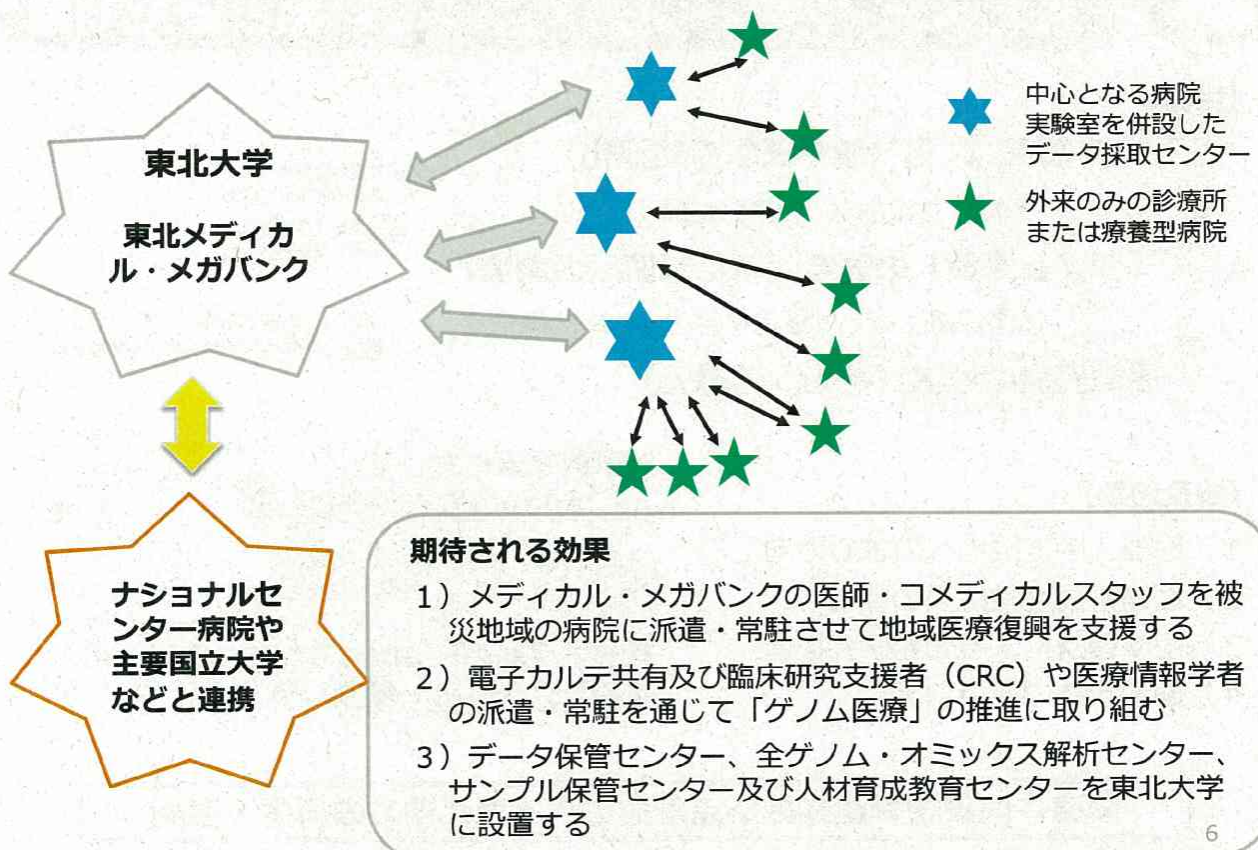 東北大学
東北メディカ
ル・メガバンク
中心となる病院
実験室を併設した
データ採取センター
外来のみの診療所
または療養型病院
ナショナルセ
ンター病院や
主要国立大学
などと連携
期待される効果
1）メディカル・メガバンクの医師・コメディカルスタッフを被
災地域の病院に派遣・常駐させて地域医療復興を支援する
2）電子カルテ共有及び臨床研究支援者（CRC）や医療情報学者
の派遣・常駐を通じて「ゲノム医療」の推進に取り組む
3）データ保管センター、全ゲノム・オミックス解析センター、
サンプル保管センター及び人材育成教育センターを東北大学
に設置する
6